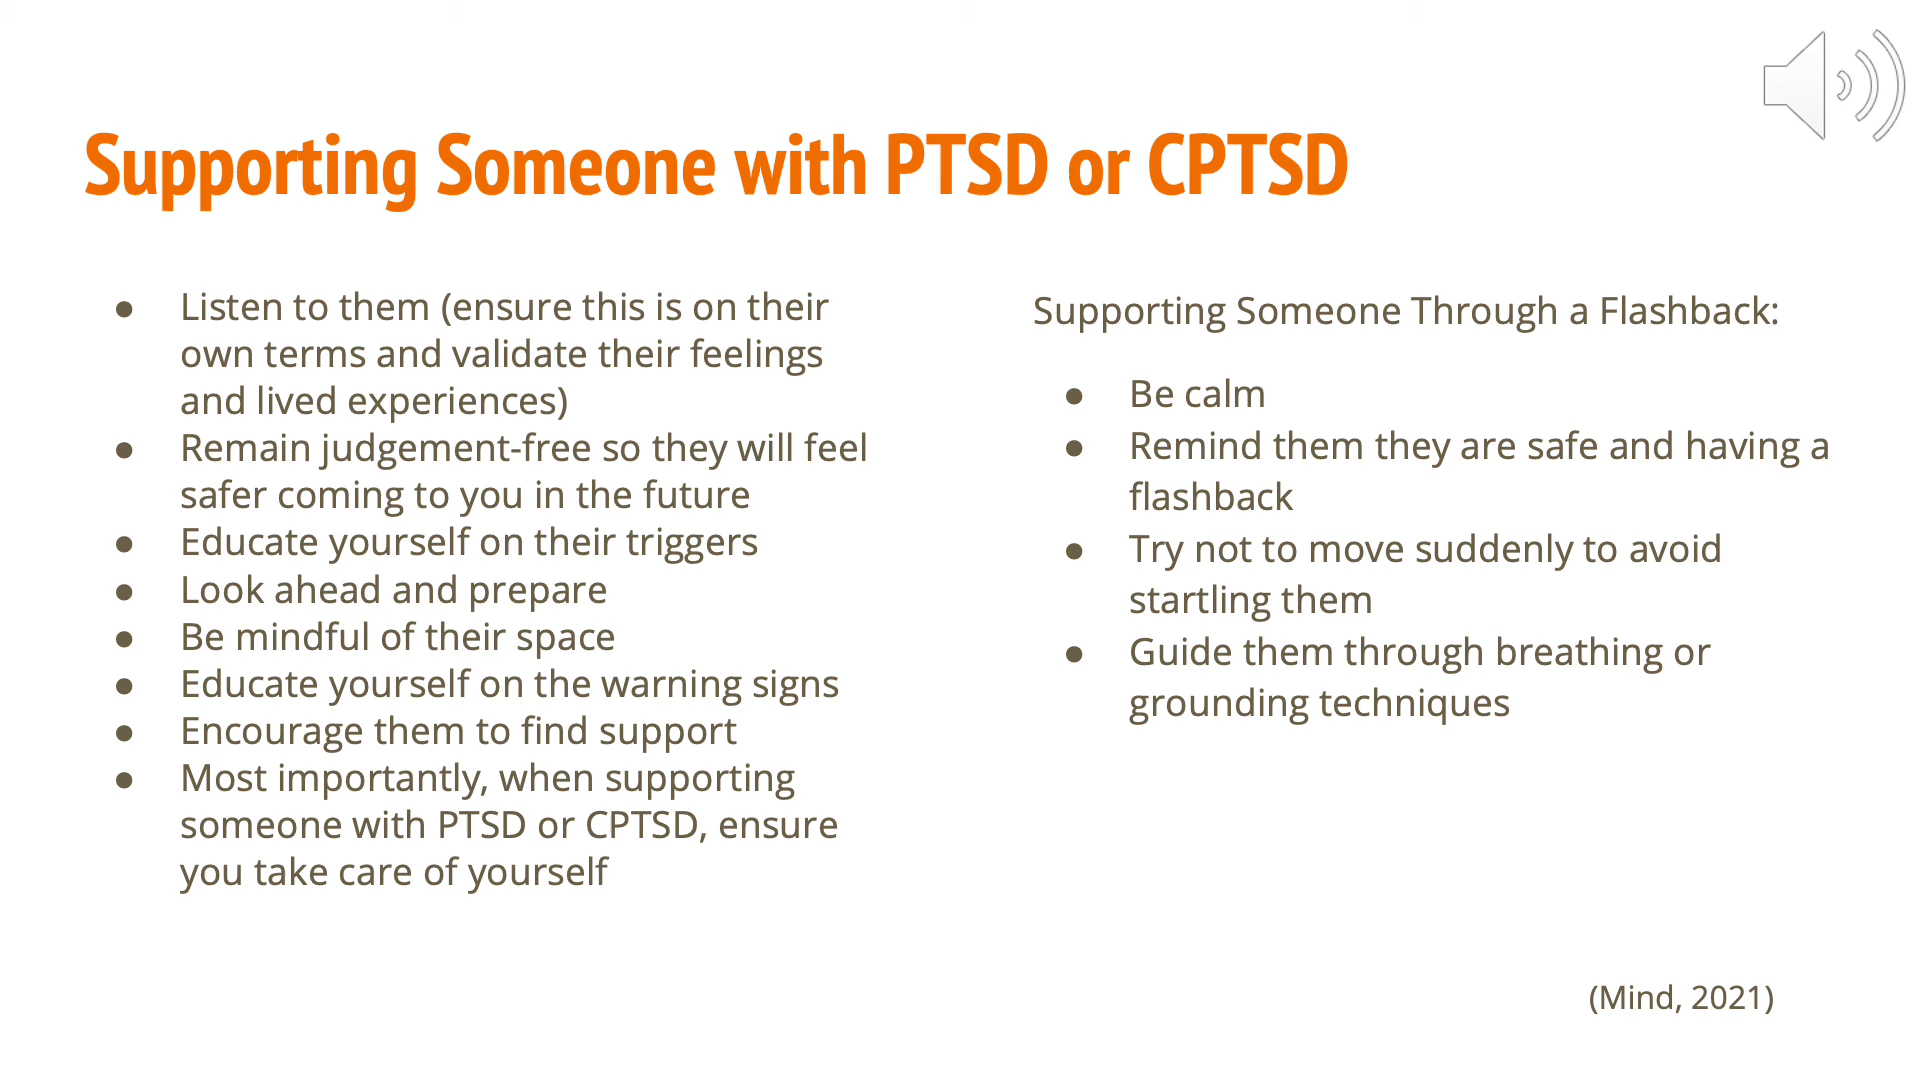 Supporting Someone with PTSD or CPTSD
● Listen to them (ensure this is on their
own terms and validate their feelings
and lived experiences)
● Remain judgement-free so they will feel
safer coming to you in the future
● Educate yourself on their triggers
● Look ahead and prepare
● Be mindful of their space
● Educate yourself on the warning signs
● Encourage them to find support
● Most importantly, when supporting
someone with PTSD or CPTSD, ensure
you take care of yourself
Supporting Someone Through a Flashback:
● Be calm
● Remind them they are safe and having a
flashback
● Try not to move suddenly to avoid
startling them
● Guide them through breathing or
grounding techniques
(Mind, 2021)